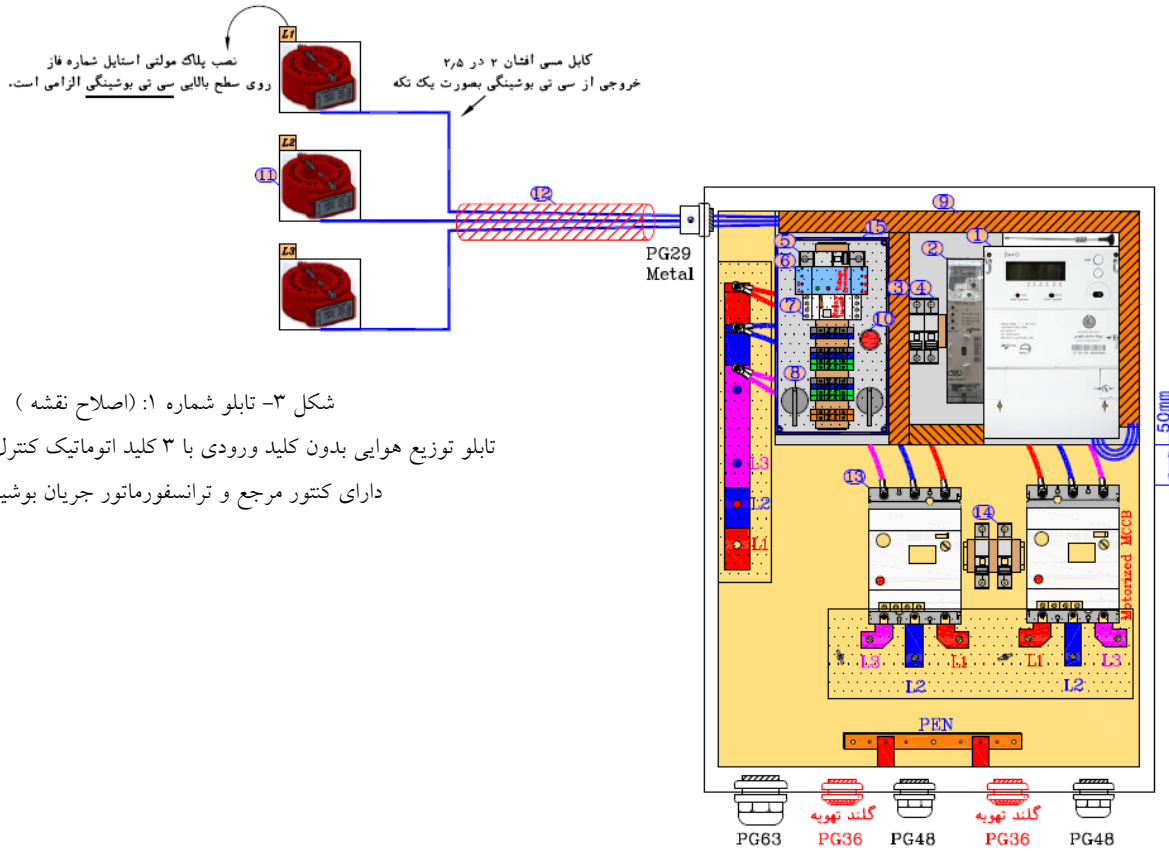 L1
نصب پلاک مولتی استایل شماره فاز
روی سطح بالایی سی تی بوشینگی الزامی است.
کابل مسی افشان ۲ در ۲٫۵
خروجی از سی تی بوشینگی بصورت یک تکه
L2
11
L3
12
PG29
Metal
9
15
1
5
2
6
3 4
7
10
8
50mm
شکل ۳- تابلو شماره ۱: (اصلاح نقشه )
تابلو توزیع هوایی بدون کلید ورودی با ۳ کلید اتوماتیک کنترل
دارای کنتور مرجع و ترانسفورماتور جریان
L3
L2
L1
13
14
Motorized MCCB
L3
L2
L1
L1
L2
L3
PEN
گلند تهویه
گلند تهویه
PG63
PG36
PG48
PG36
PG48